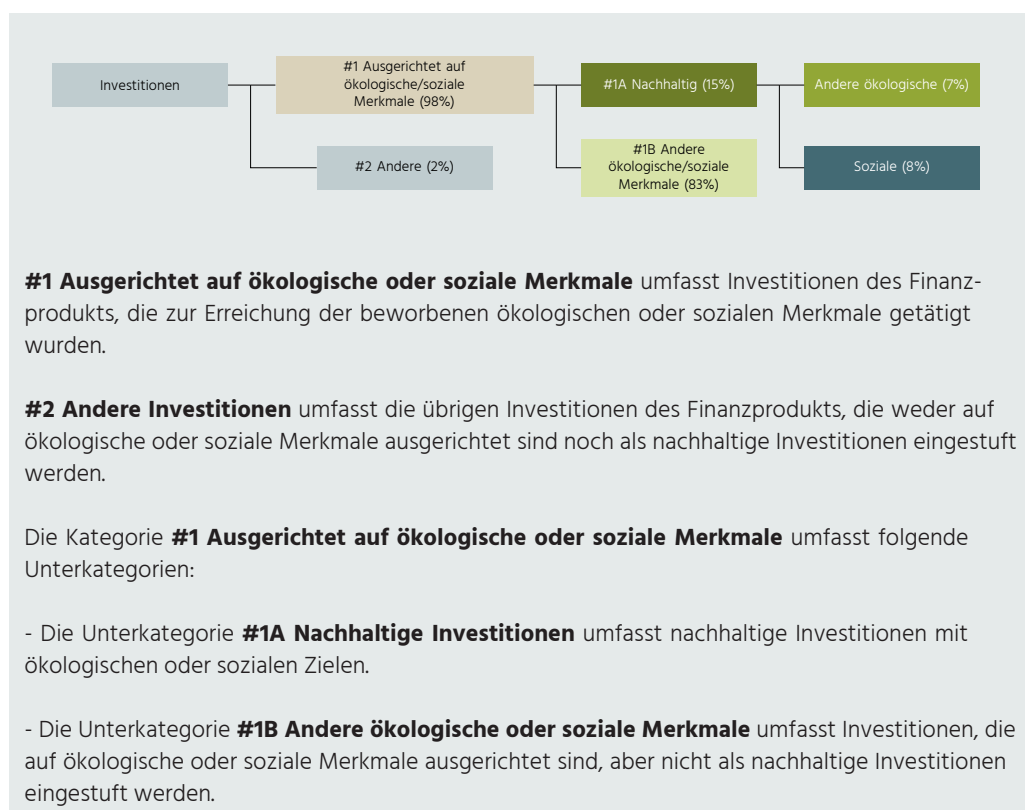 Investitionen
#1 Ausgerichtet auf
ökologische/soziale
Merkmale (98%)
#1A Nachhaltig (15%)
Andere ökologische (7%)
#2 Andere (2%)
#1B Andere
ökologische/soziale
Merkmale (83%)
Soziale (8%)
#1 Ausgerichtet auf ökologische oder soziale Merkmale umfasst Investitionen des Finanz-
produkts, die zur Erreichung der beworbenen ökologischen oder sozialen Merkmale getätigt
wurden.
#2 Andere Investitionen umfasst die übrigen Investitionen des Finanzprodukts, die weder auf
ökologische oder soziale Merkmale ausgerichtet sind noch als nachhaltige Investitionen eingestuft
werden.
Die Kategorie #1 Ausgerichtet auf ökologische oder soziale Merkmale umfasst folgende
Unterkategorien:
- Die Unterkategorie #1A Nachhaltige Investitionen umfasst nachhaltige Investitionen mit
ökologischen oder sozialen Zielen.
- Die Unterkategorie #1B Andere ökologische oder soziale Merkmale umfasst Investitionen, die
auf ökologische oder soziale Merkmale ausgerichtet sind, aber nicht als nachhaltige Investitionen
eingestuft werden.